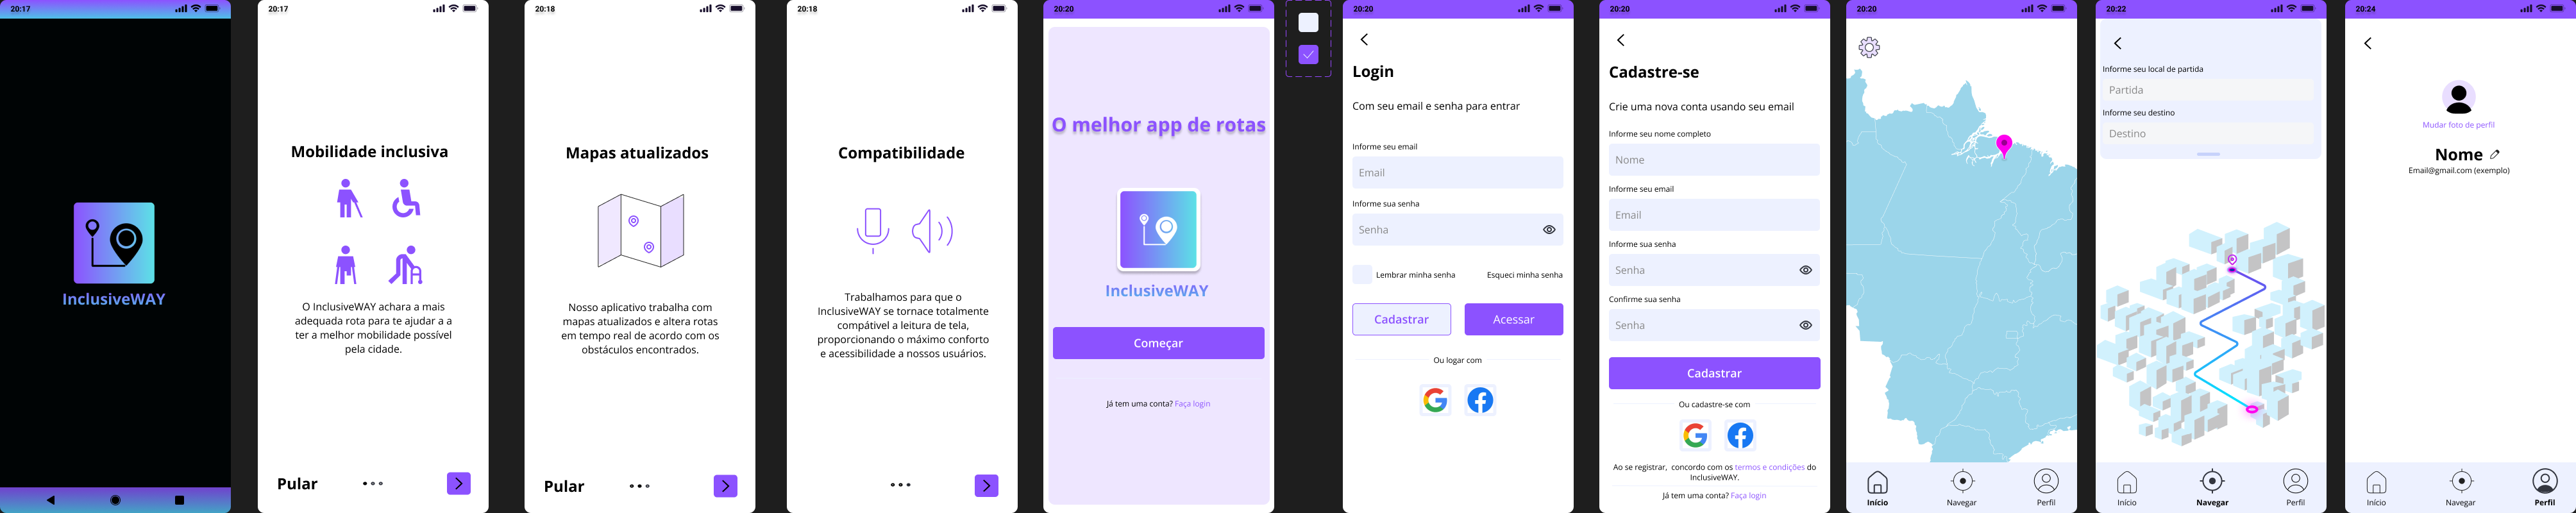 20:17
InclusiveWAY
20:17
Mobilidade inclusiva
O InclusiveWAY achara a mais
adequada rota para te ajudar a a
ter a melhor mobilidade possível
pela cidade.
Pular
20:18
Mapas atualizados
Nosso aplicativo trabalha com
mapas atualizados e altera rotas
em tempo real de acordo com os
obstáculos encontrados.
Pular
20:18
Compatibilidade
Trabalhamos para que o
InclusiveWAY se tornace totalmente
compátivel a leitura de tela,
proporcionando o máximo conforto
e acessibilidade a nossos usuários.
20:20
O melhor app de rotas
InclusiveWAY
Começar
Já tem uma conta? Faça login
20:20
Login
Com seu email e senha para entrar
Informe seu email
Email
Informe sua senha
Senha
Lembrar minha senha
Esqueci minha senha
Cadastrar
Acessar
Ou logar com
20:20
Cadastre-se
Crie uma nova conta usando seu email
Informe seu nome completo
Nome
Informe seu email
Email
Informe sua senha
Senha
Confirme sua senha
Senha
Cadastrar
Ou cadastre-se com
Ao se registrar, concordo com os termos e condições do
InclusiveWAY.
Já tem uma conta? Faça login
20:20
Início
Navegar
Perfil
20:22
Informe seu local de partida
Partida
Informe seu destino
Destino
Início
Navegar
Perfil
20:24
Mudar foto de perfil
Nome
Email@gmail.com (exemplo)
Início
Navegar
Perfil